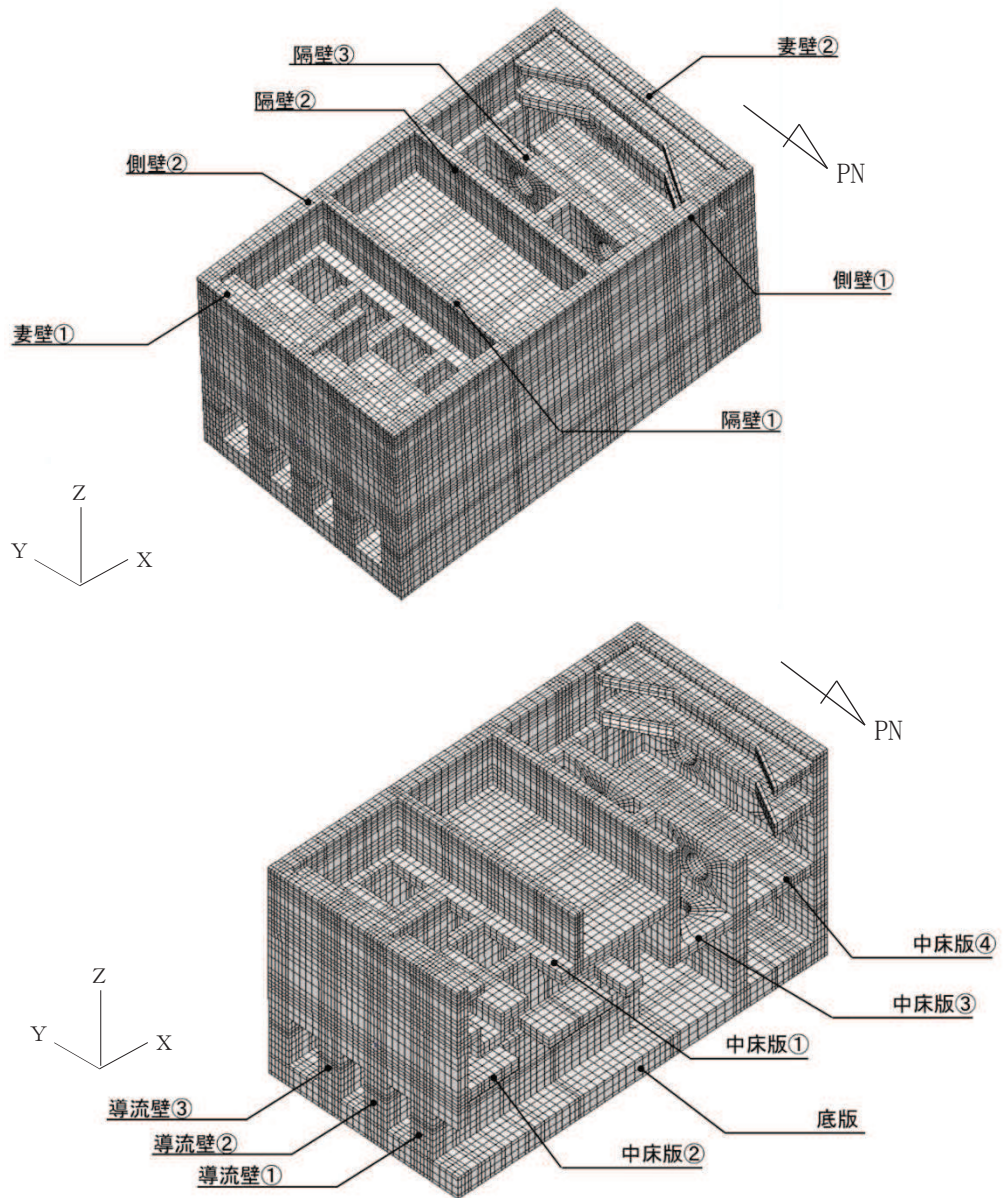 妻壁②
隔壁③
隔壁②
PN
側壁②
側壁①
妻壁①
隔壁①
Z
Y
X
PN
中床版④
Z
中床版③
Y
X
中床版①
導流壁③
底版
導流壁②
中床版②
導流壁①